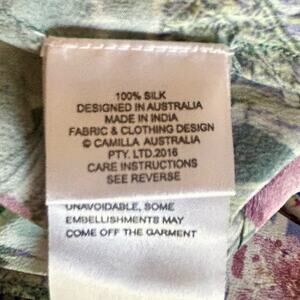 100% SILK
DESIGNED IN AUSTRALIA
MADE IN INDIA
FABRIC & CLOTHING DESIGN
© CAMILLA AUSTRALIA
PTY. LTD.2016
CARE INSTRUCTIONS
SEE REVERSE
UNAVOIDABLE, SOME
EMBELLISHMENTS MAY
COME OFF THE GARMENT